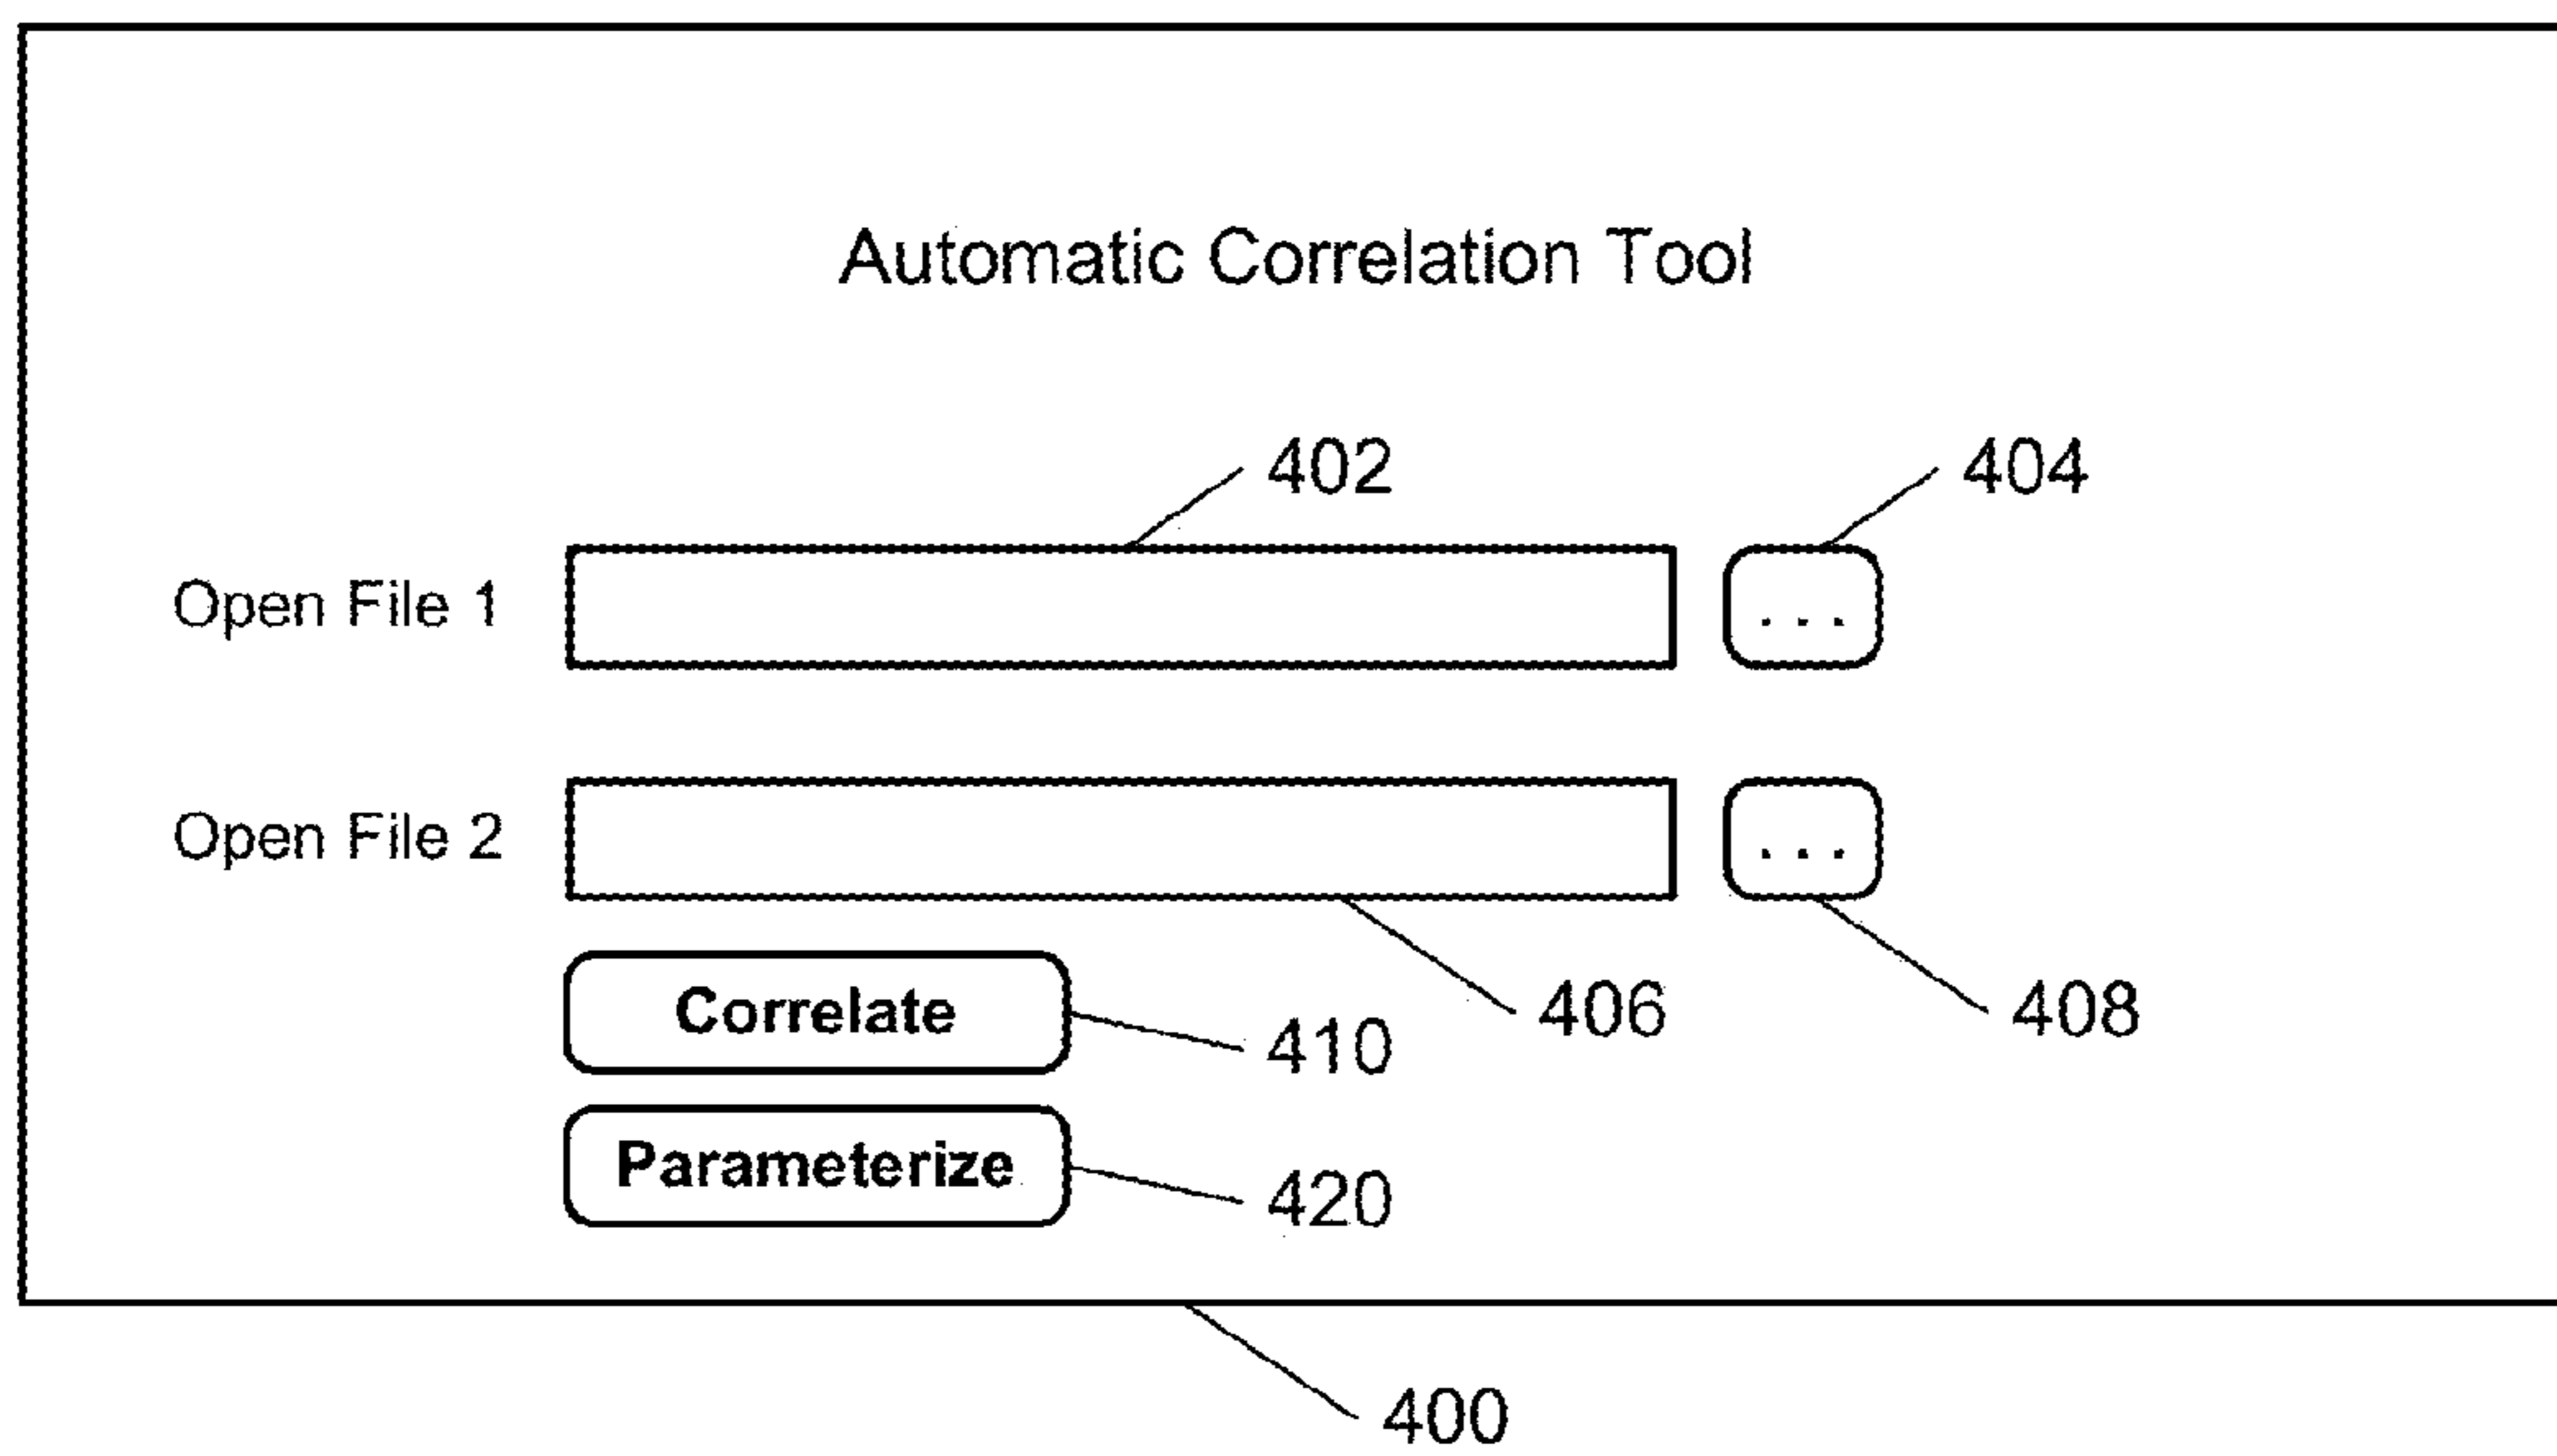 Automatic Correlation Tool
402 404
Open File 1 ...
Open File 2 ...
Correlate 410 406 408
Parameterize 420
400